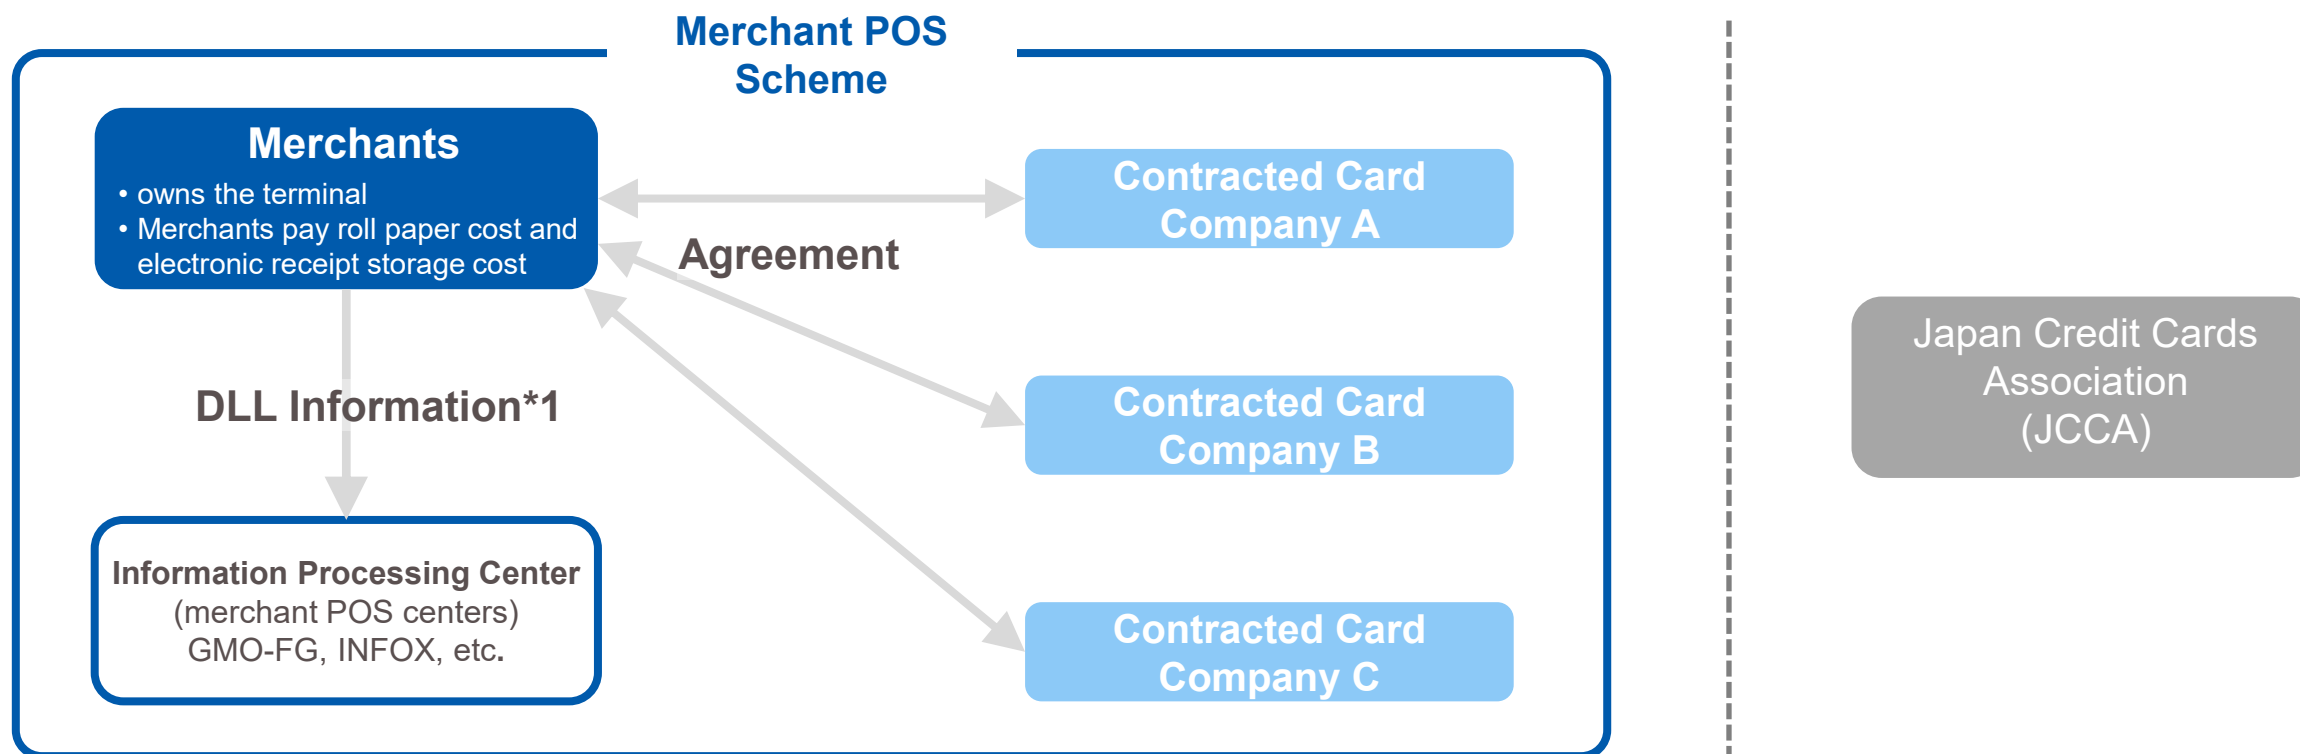 Merchant POS
Scheme
Merchants
• owns the terminal
• Merchants pay roll paper cost and
electronic receipt storage cost
Agreement
Contracted Card
Company A
DLL Information*1
Contracted Card
Company B
Information Processing Center
(merchant POS centers)
GMO-FG, INFOX, etc.
Contracted Card
Company C
Japan Credit Cards
Association
(JCCA)